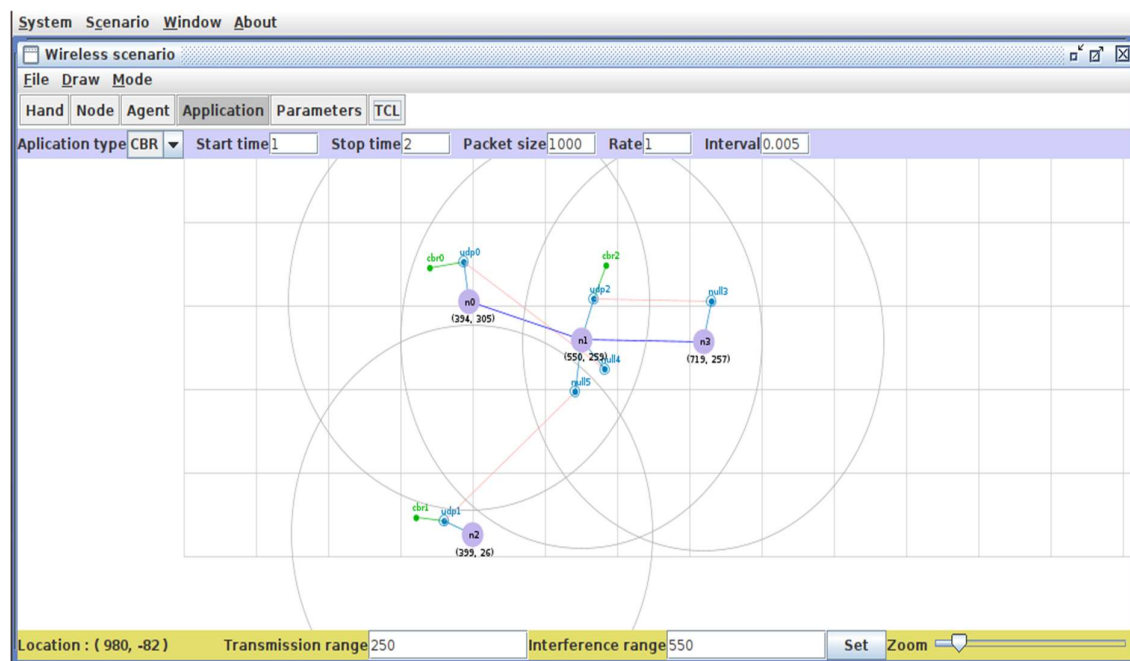 System Scenario Window About
Wireless scenario
File Draw Mode
Hand Node Agent Application Parameters TCL
Aplication type CBR Start time 1 Stop time 2 Packet size 1000 Rate 1 Interval 0.005
cbr0 udp0 cbr2
udp2 null3
n0
(394, 305)
n1 n3
(550, 259) null4 (719, 257)
null5
cbr1 udp1
n2
(399, 26)
Location : ( 980, -82) Transmission range 250 Interference range 550 Set Zoom